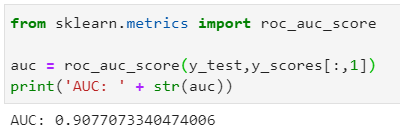 from sklearn.metrics import roc_auc_score
auc = roc_auc_score(y_test,y_scores[:,1])
print('AUC: ' + str(auc))
AUC: 0.9077073340474006